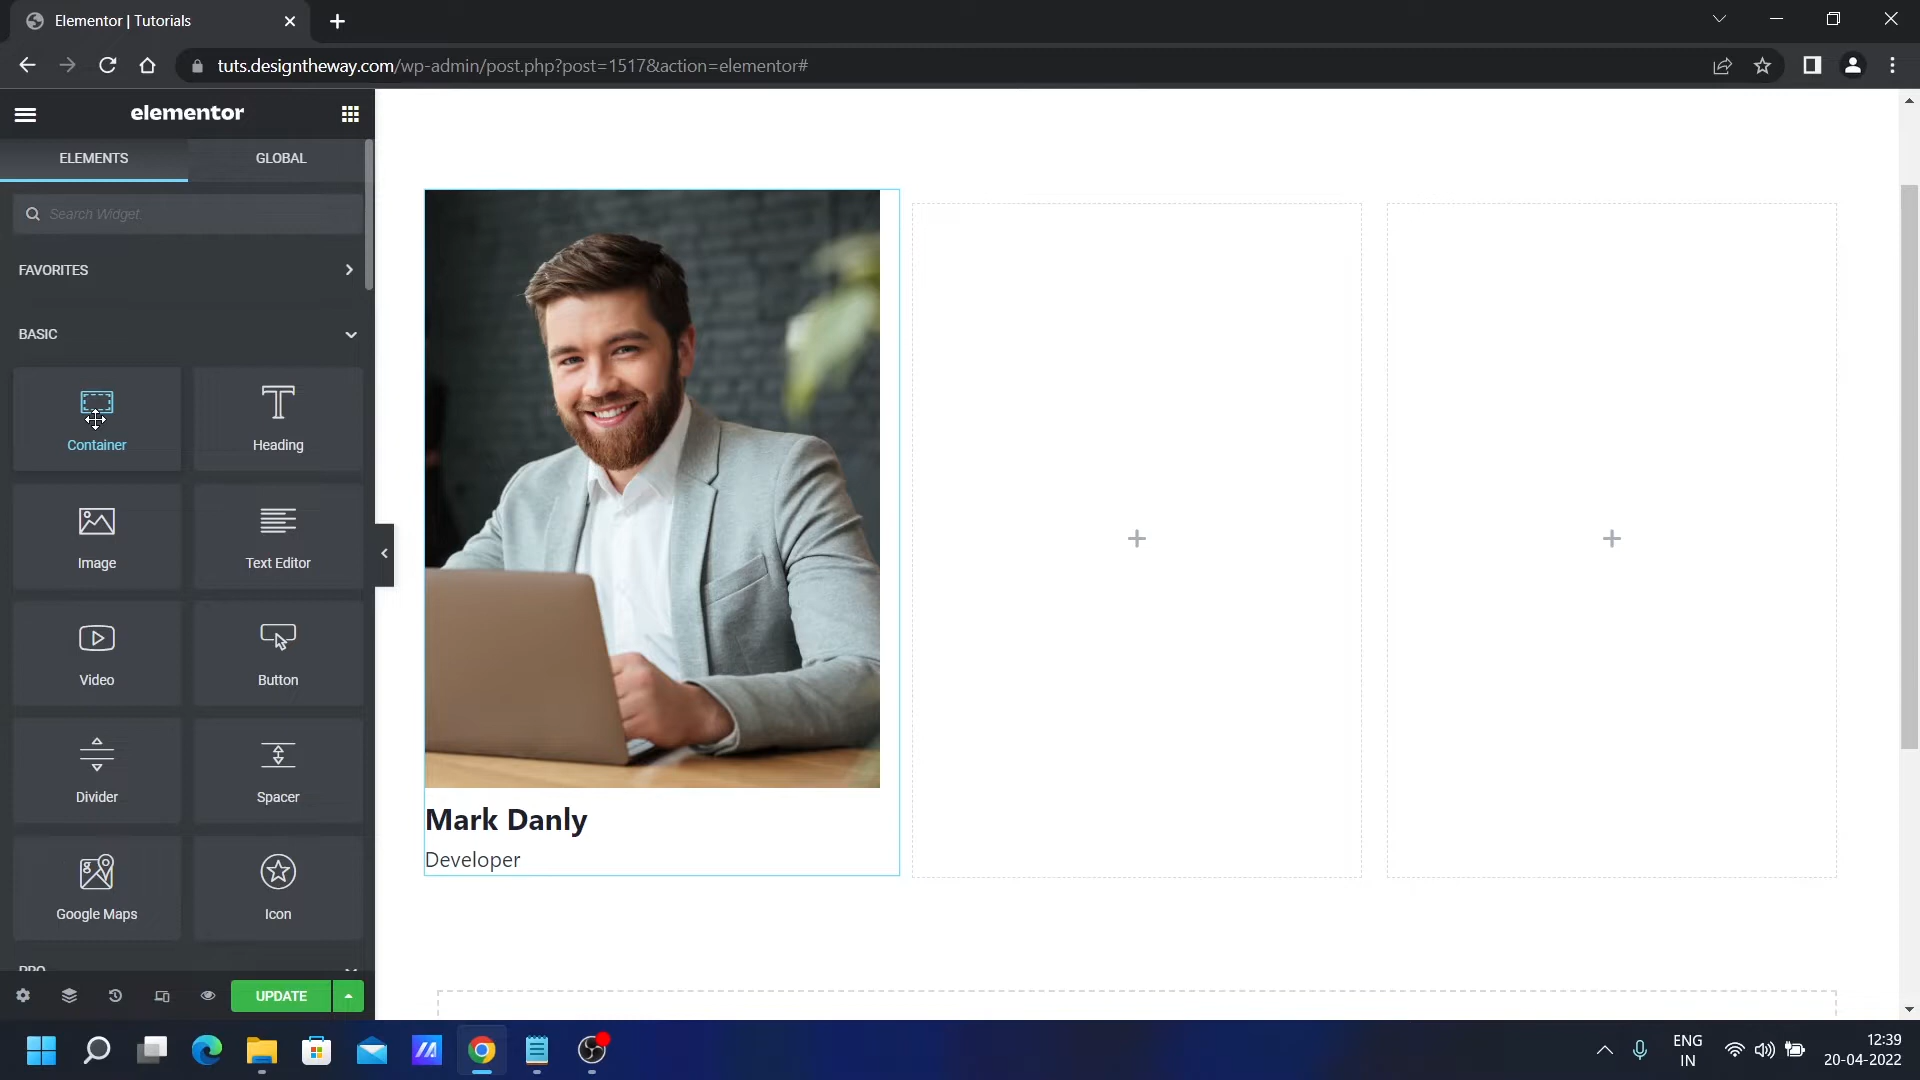 Elementor | Tutorials
tuts.designtheway.com/wp-admin/post.php?post=1517&action=elementor#
elementor
ELEMENTS
GLOBAL
Search Widget
FAVORITES
BASIC
Container
Heading
Image
Text Editor
Video
Button
Divider
Spacer
Google Maps
Icon
PRO
UPDATE
Mark Danly
Developer
ENG
IN
12:39
20-04-2022